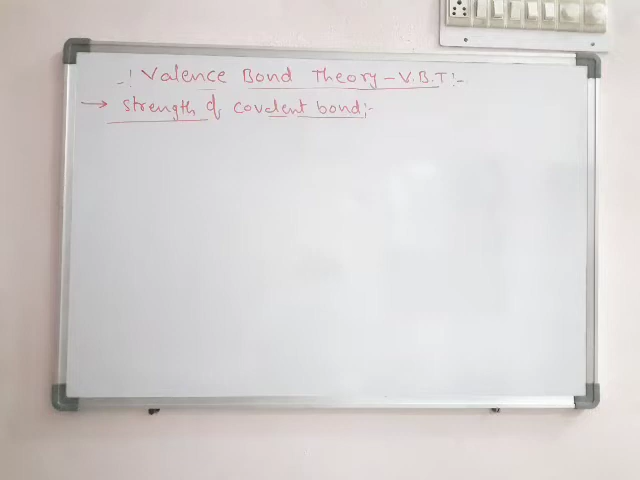 -! Valence Bond Theory - V.B.T !-
→ Strength of covalent bond :-